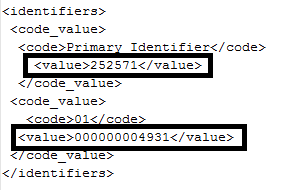 <identifiers>
<code_value>
<code>Primary Identifier</code>
<value>252571</value>
</code_value>
<code_value>
<code>01</code>
<value>000000004931</value>
</code_value>
</identifiers>